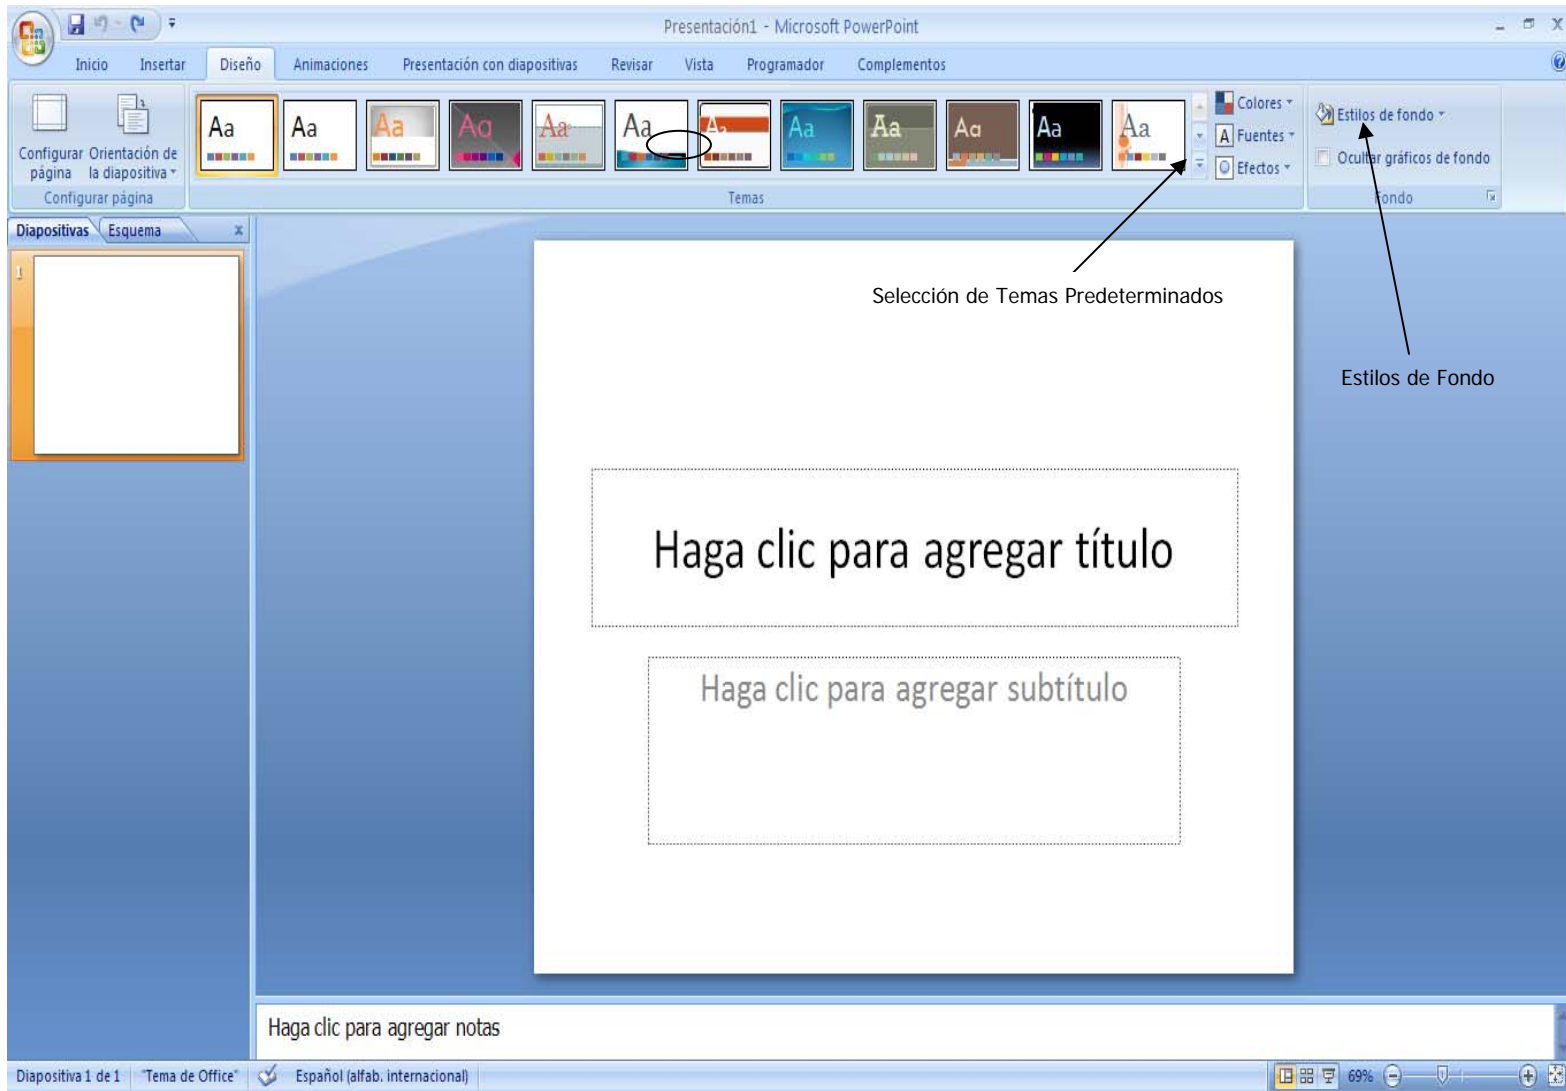 Presentación1 - Microsoft PowerPoint
Inicio Insertar Diseño Animaciones Presentación con diapositivas Revisar Vista Programador Complementos
Aa Aa Aa Aa Aa Aa Aa Aa Aa Aa Aa Aa
Configurar página
Orientación de la diapositiva
Colores
A Fuentes
Efectos
Estilos de fondo
Ocultar gráficos de fondo
Configurar página Temas Fondo
Diapositivas Esquema x
1
Selección de Temas Predeterminados
Estilos de Fondo
Haga clic para agregar título
Haga clic para agregar subtítulo
Haga clic para agregar notas
Diapositiva 1 de 1 "Tema de Office" Español (alfab. internacional) 69%